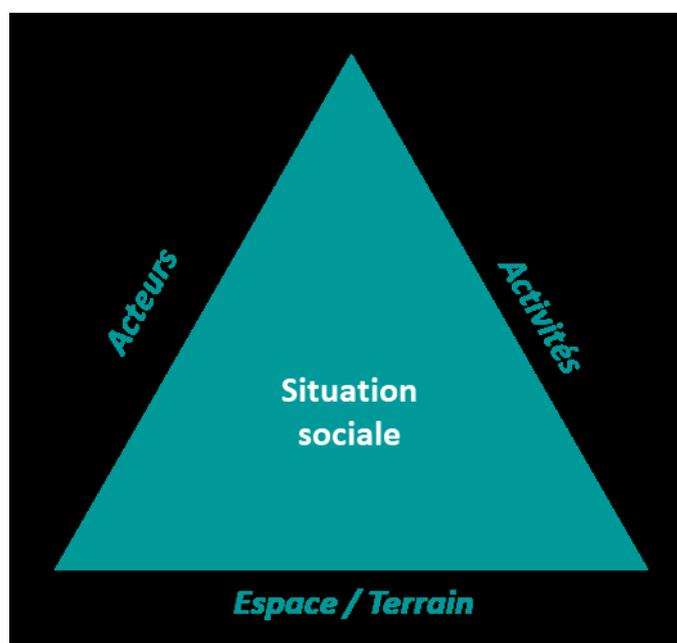 Acteurs
Activités
Situation
sociale
Espace / Terrain